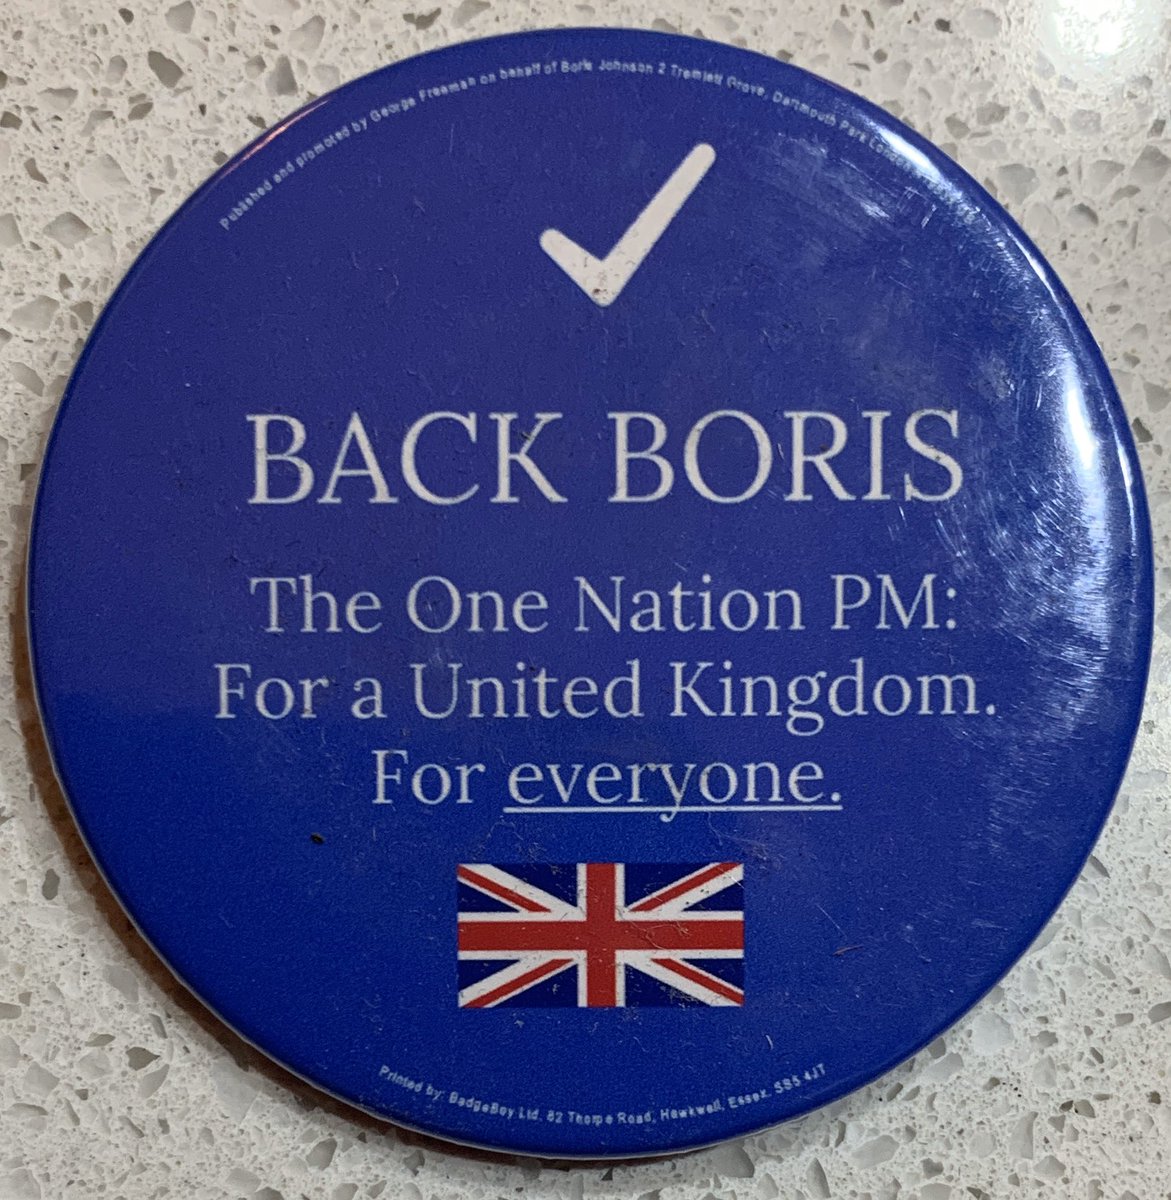 Published and promoted by George Freeman on behalf of Boris Johnson 2 Tremlett Grove, Dartmouth Park London
BACK BORIS
The One Nation PM:
For a United Kingdom.
For everyone.
Printed by: BadgeBoy Ltd, 82 Thorpe Road, Hawkwell, Essex. SS5 4JT